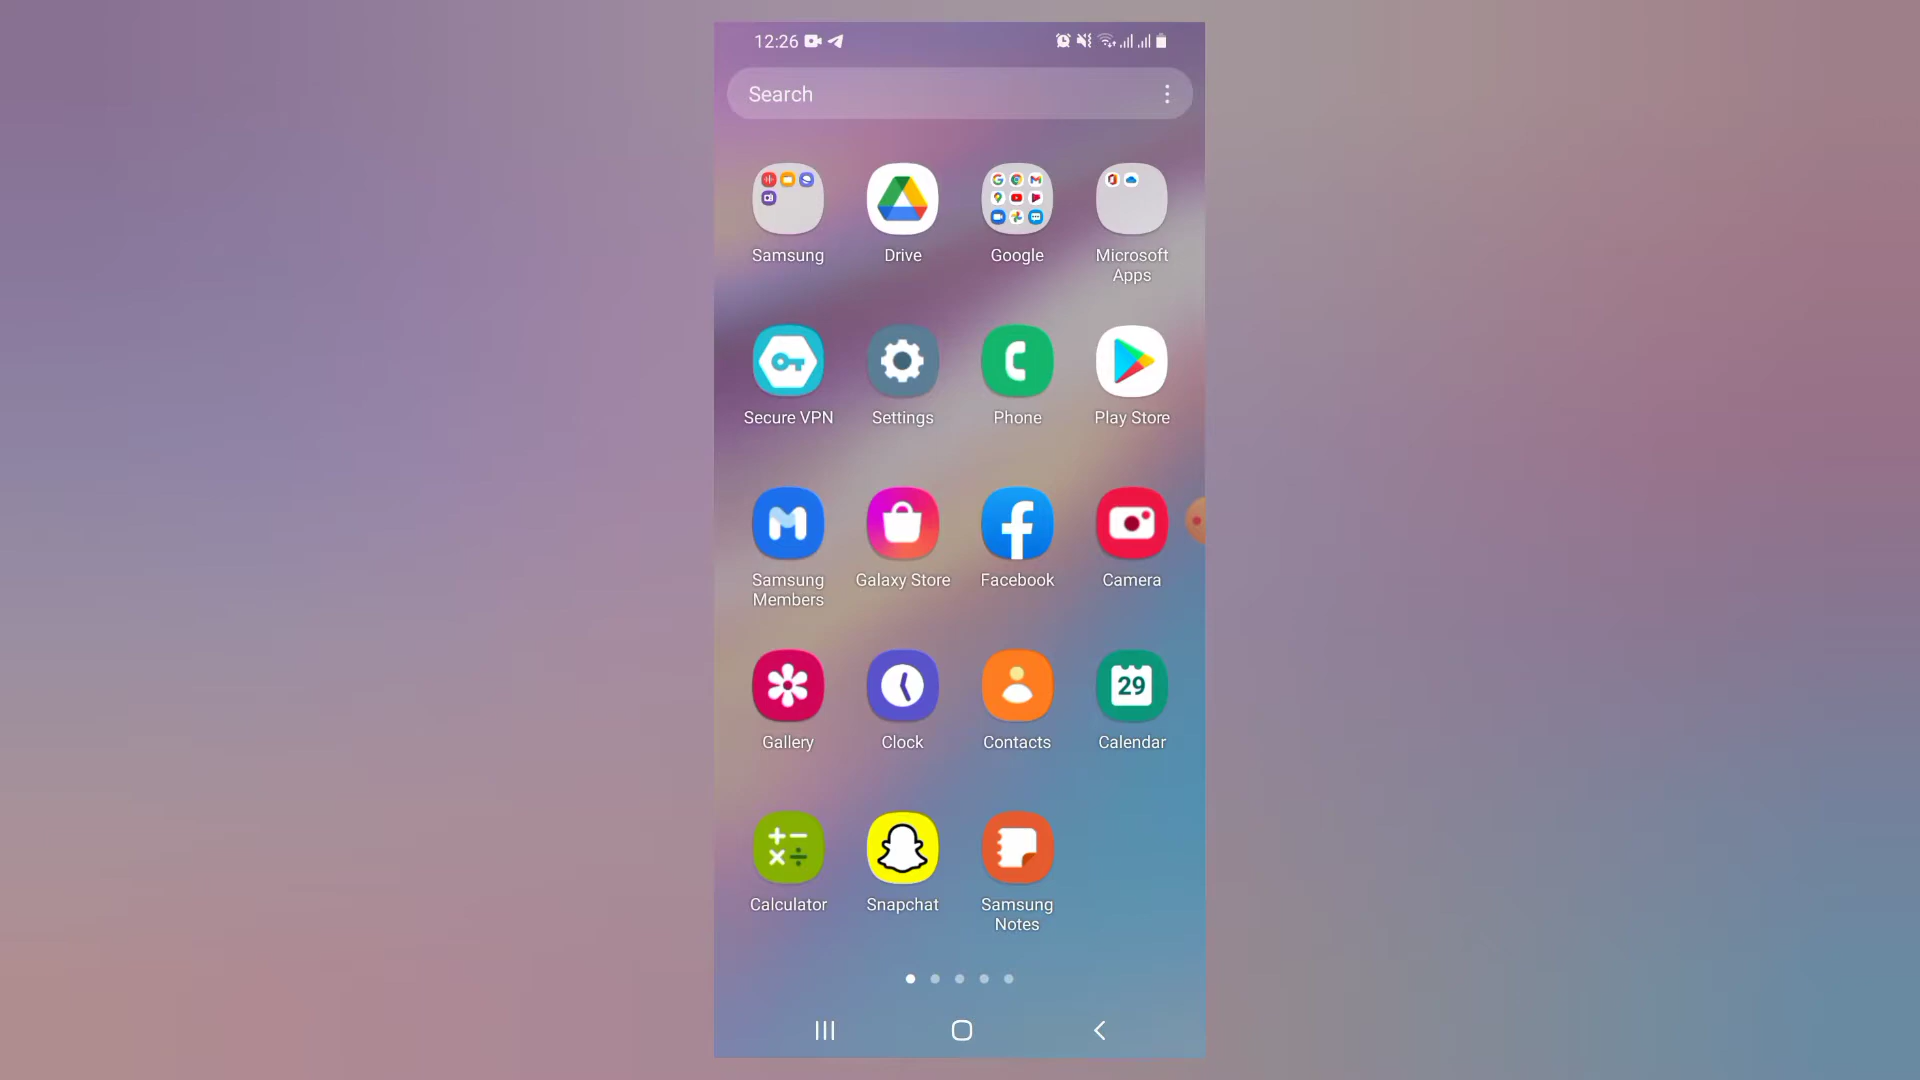 12:26
Search
Samsung
Drive
Google
Microsoft
Apps
Secure VPN
Settings
Phone
Play Store
Samsung
Members
Galaxy Store
Facebook
Camera
Gallery
Clock
Contacts
29
Calendar
Calculator
Snapchat
Samsung
Notes